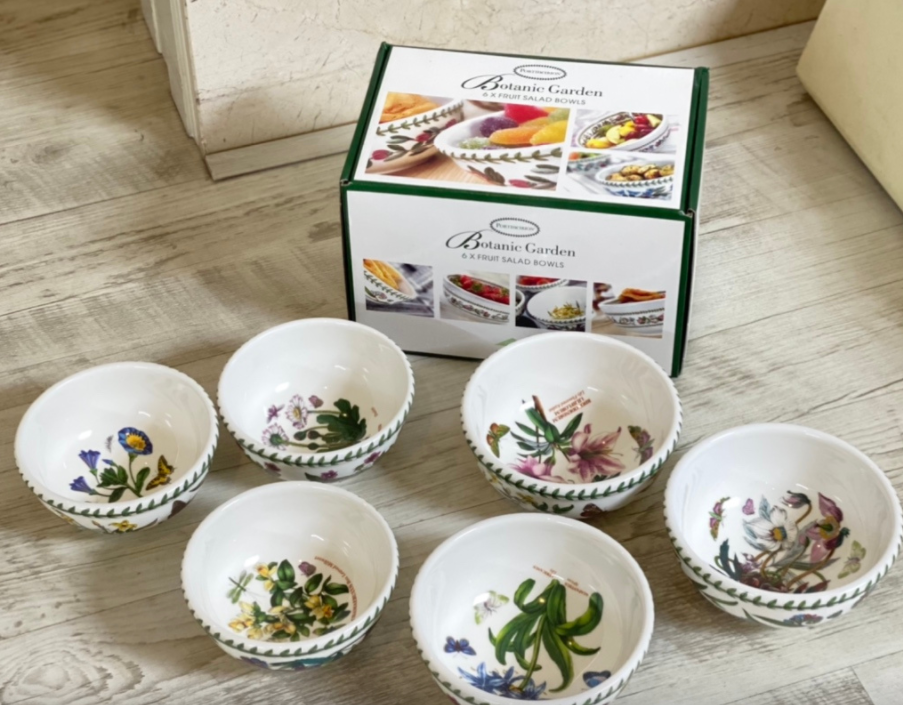 PORTMEIRION
Botanic Garden
6 X FRUIT SALAD BOWLS
PORTMEIRION
Botanic Garden
6 X FRUIT SALAD BOWLS